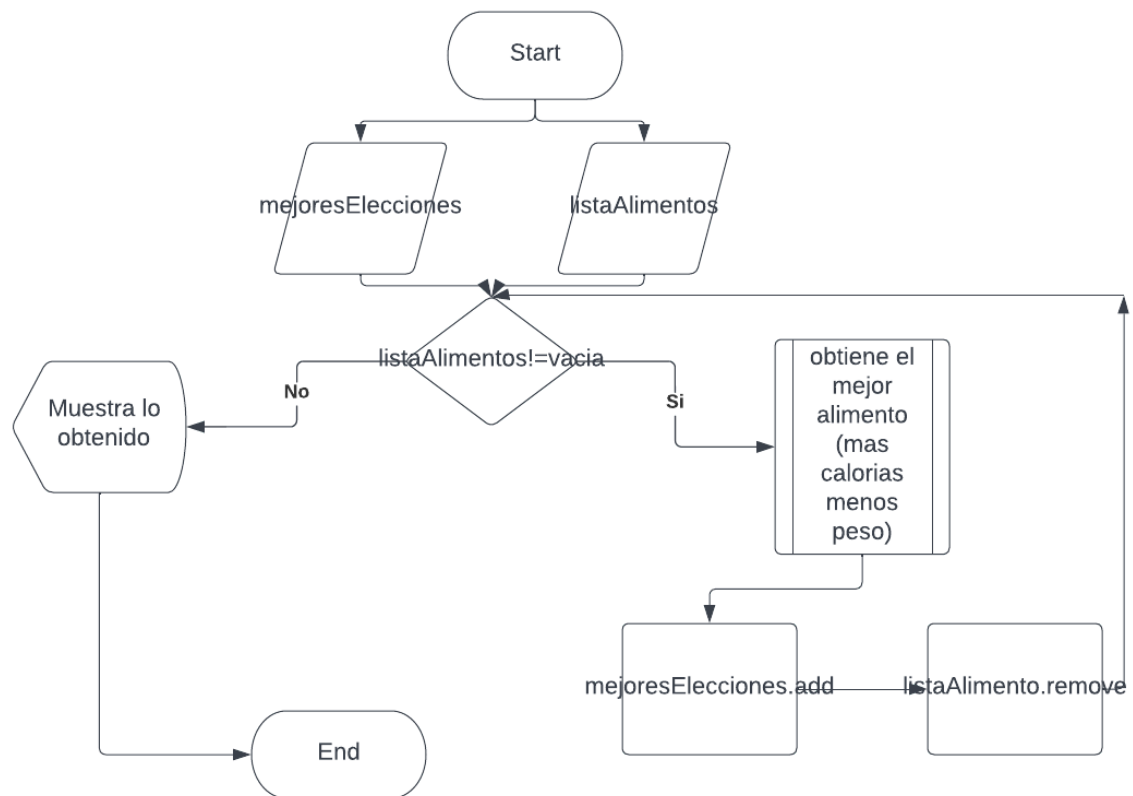 Start
mejoresElecciones
listaAlimentos
listaAlimentos!=vacia
No
Si
Muestra lo
obtenido
obtiene el
mejor
alimento
(mas
calorias
menos
peso)
mejoresElecciones.add
listaAlimento.remove
End